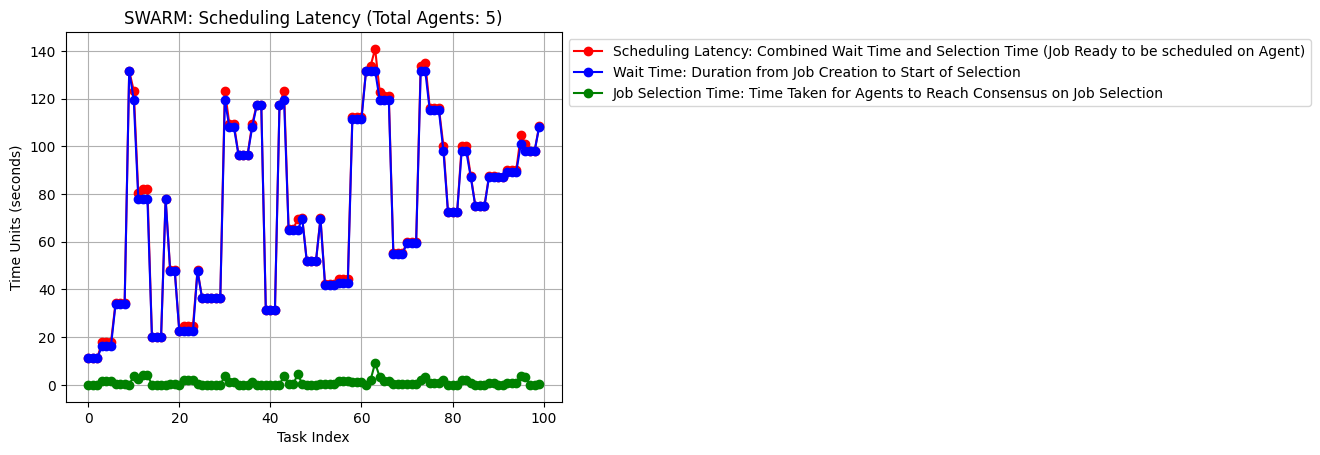 SWARM: Scheduling Latency (Total Agents: 5)
Scheduling Latency: Combined Wait Time and Selection Time (Job Ready to be scheduled on Agent)
Wait Time: Duration from Job Creation to Start of Selection
Job Selection Time: Time Taken for Agents to Reach Consensus on Job Selection
Time Units (seconds)
140
120
100
80
60
40
20
0
0 20 40 60 80 100
Task Index